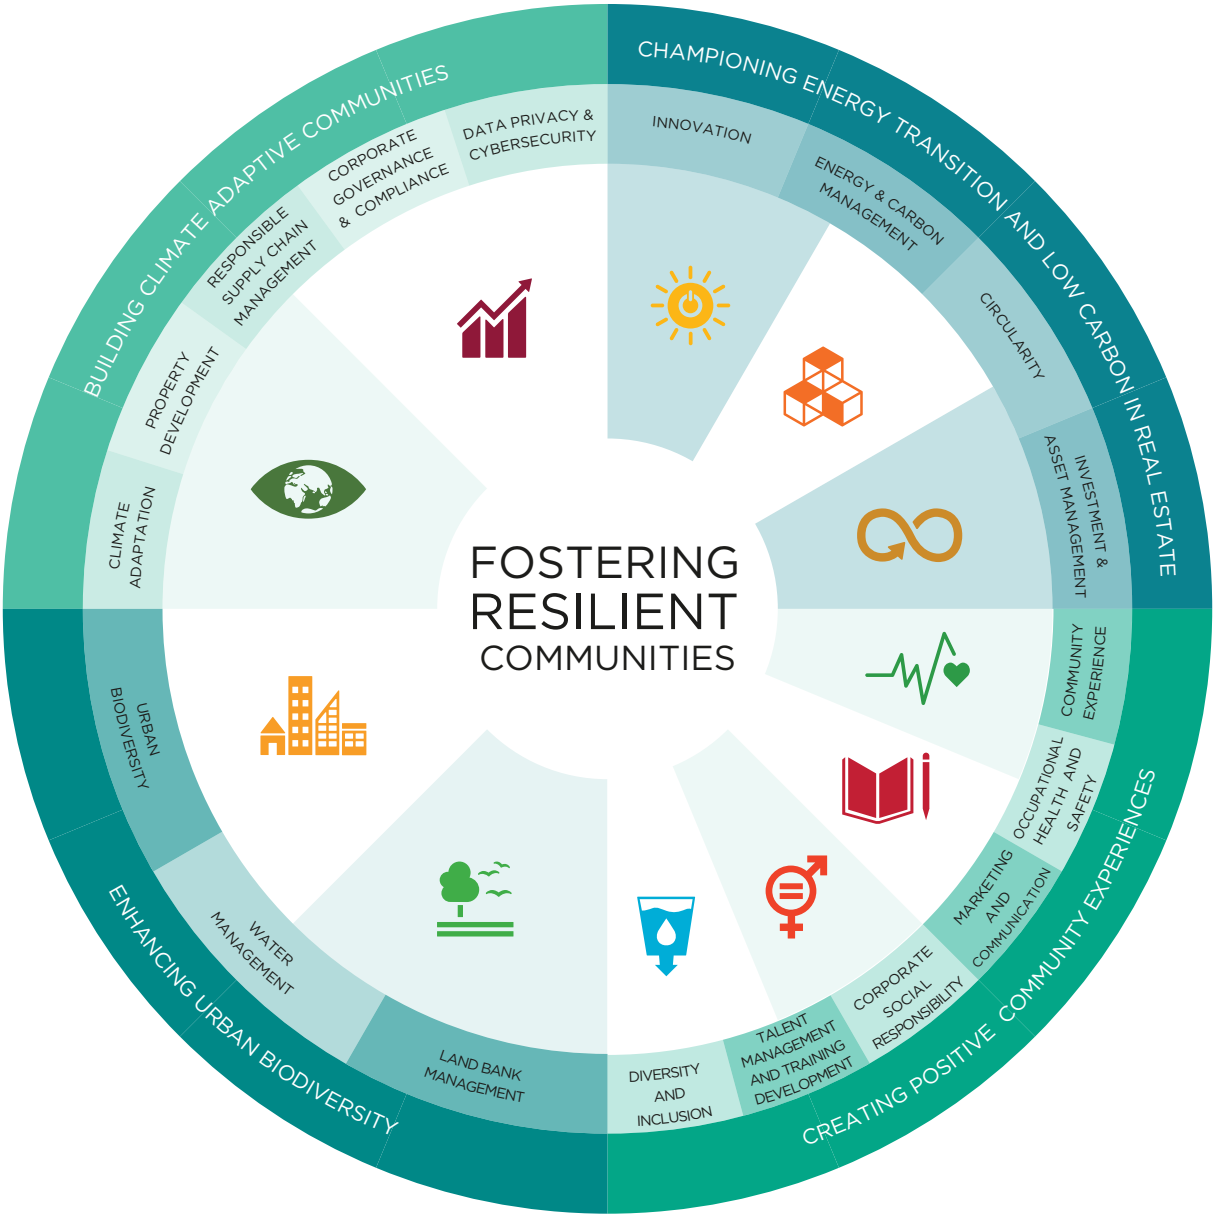 CHAMPIONING ENERGY TRANSITION AND LOW CARBON IN REAL ESTATE
INNOVATION
ENERGY & CARBON
MANAGEMENT
CIRCULARITY
INVESTMENT &
ASSET MANAGEMENT
CREATING POSITIVE COMMUNITY EXPERIENCES
COMMUNITY
EXPERIENCE
OCCUPATIONAL
HEALTH AND
SAFETY
MARKETING
AND
COMMUNICATION
CORPORATE
SOCIAL
RESPONSIBILITY
TALENT
MANAGEMENT
AND TRAINING
DEVELOPMENT
DIVERSITY
AND
INCLUSION
ENHANCING URBAN BIODIVERSITY
LAND BANK
MANAGEMENT
WATER
MANAGEMENT
URBAN
BIODIVERSITY
BUILDING CLIMATE ADAPTIVE COMMUNITIES
CLIMATE
ADAPTATION
PROPERTY
DEVELOPMENT
RESPONSIBLE
SUPPLY CHAIN
MANAGEMENT
CORPORATE
GOVERNANCE
& COMPLIANCE
DATA PRIVACY &
CYBERSECURITY
FOSTERING
RESILIENT
COMMUNITIES